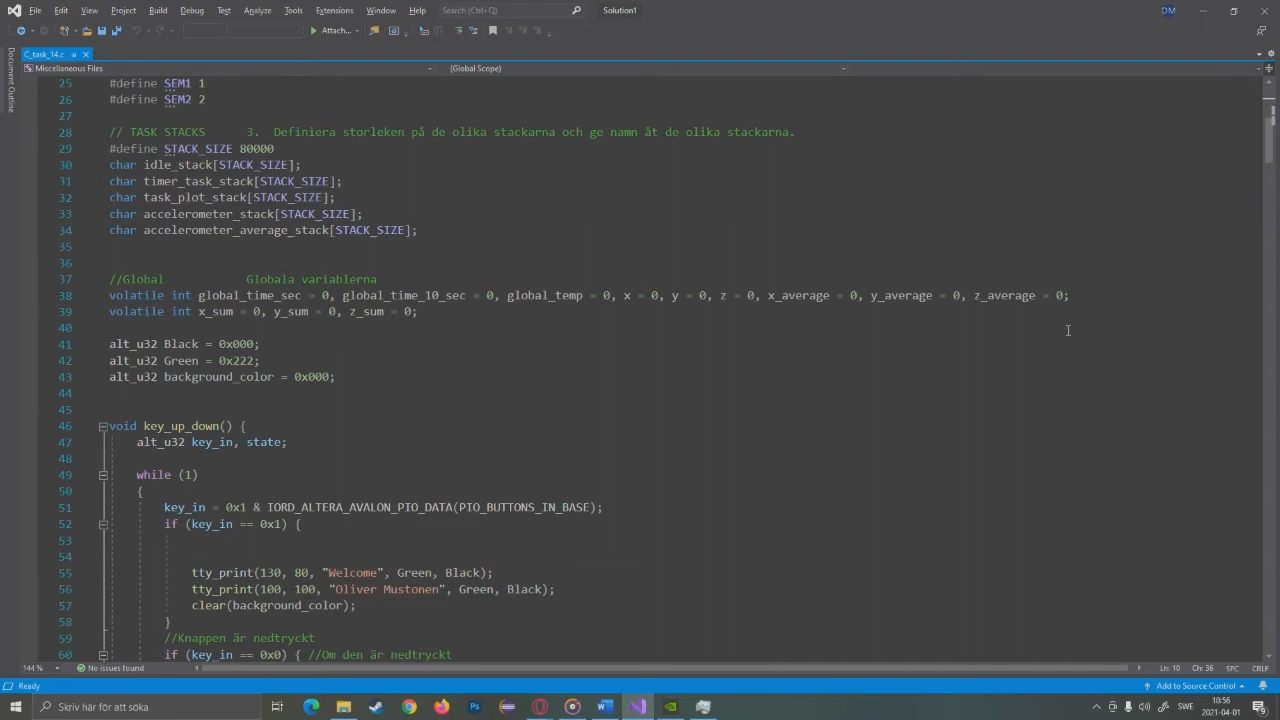 File Edit View Project Build Debug Test Analyze Tools Extensions Window Help Search (Ctrl+Q) Solution1 DM
Attach...
C_task_14.c
Document Outline
Miscellaneous Files (Global Scope)
25 #define SEM1 1
26 #define SEM2 2
27
28 // TASK STACKS 3. Definiera storleken på de olika stackarna och ge namn åt de olika stackarna.
29 #define STACK_SIZE 80000
30 char idle_stack[STACK_SIZE];
31 char timer_task_stack[STACK_SIZE];
32 char task_plot_stack[STACK_SIZE];
33 char accelerometer_stack[STACK_SIZE];
34 char accelerometer_average_stack[STACK_SIZE];
35
36
37 //Global Globala variablerna
38 volatile int global_time_sec = 0, global_time_10_sec = 0, global_temp = 0, x = 0, y = 0, z = 0, x_average = 0, y_average = 0, z_average = 0;
39 volatile int x_sum = 0, y_sum = 0, z_sum = 0;
40
41 alt_u32 Black = 0x000;
42 alt_u32 Green = 0x222;
43 alt_u32 background_color = 0x000;
44
45
46 void key_up_down() {
47 alt_u32 key_in, state;
48
49 while (1)
50 {
51 key_in = 0x1 & IORD_ALTERA_AVALON_PIO_DATA(PIO_BUTTONS_IN_BASE);
52 if (key_in == 0x1) {
53
54
55 tty_print(130, 80, "Welcome", Green, Black);
56 tty_print(100, 100, "Oliver Mustonen", Green, Black);
57 clear(background_color);
58 }
59 //Knappen är nedtryckt
60 if (key_in == 0x0) { //Om den är nedtryckt
144 % No issues found Ln: 10 Ch: 36 SPC CRLF
Ready Add to Source Control
Skriv här för att söka SWE 10:56
2021-04-01